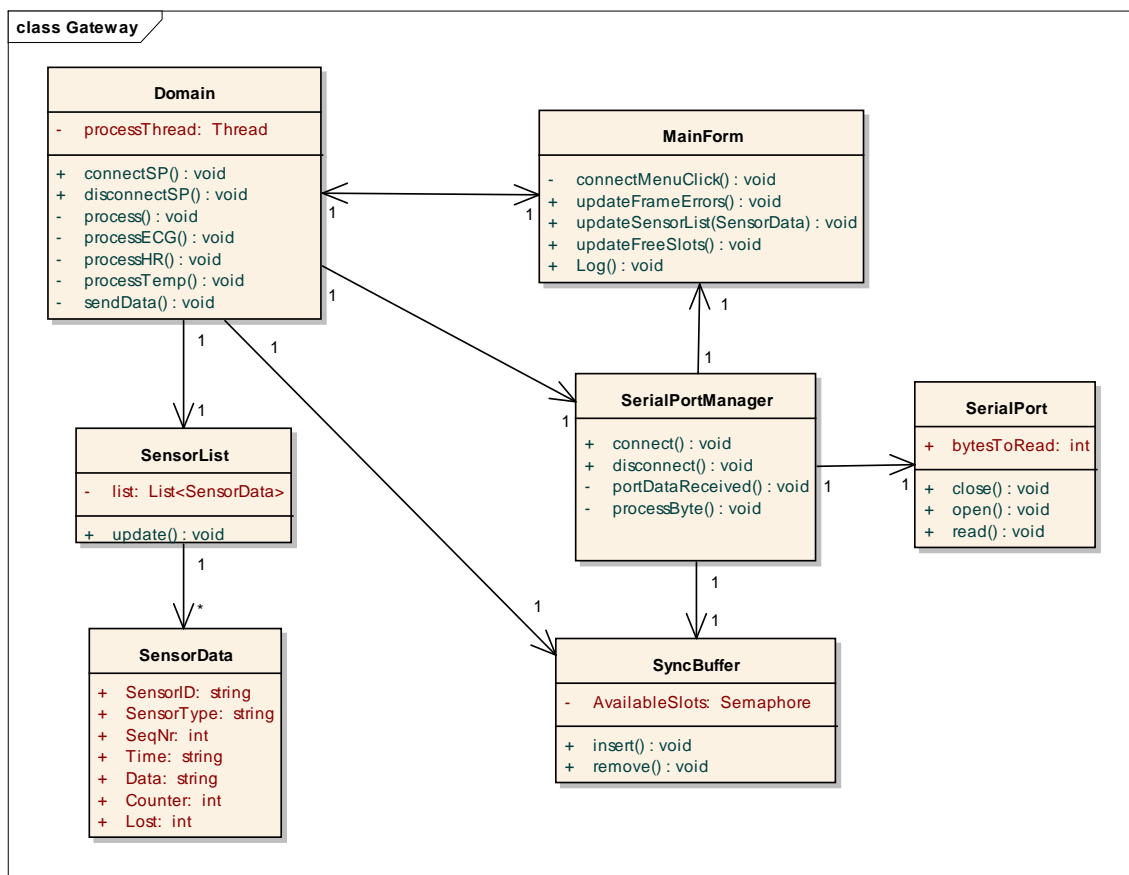 class Gateway
Domain
- processThread: Thread
+ connectSP() : void
+ disconnectSP() : void
- process() : void
- processECG() : void
- processHR() : void
- processTemp() : void
- sendData() : void
MainForm
- connectMenuClick() : void
+ updateFrameErrors() : void
+ updateSensorList(SensorData) : void
+ updateFreeSlots() : void
+ Log() : void
1
1
1
1
1
1
1
1
SerialPortManager
+ connect() : void
+ disconnect() : void
- portDataReceived() : void
- processByte() : void
SerialPort
+ bytesToRead: int
+ close() : void
+ open() : void
+ read() : void
1
1
1
SensorList
- list: List<SensorData>
+ update() : void
1
*
1
1
1
SensorData
+ SensorID: string
+ SensorType: string
+ SeqNr: int
+ Time: string
+ Data: string
+ Counter: int
+ Lost: int
SyncBuffer
- AvailableSlots: Semaphore
+ insert() : void
+ remove() : void